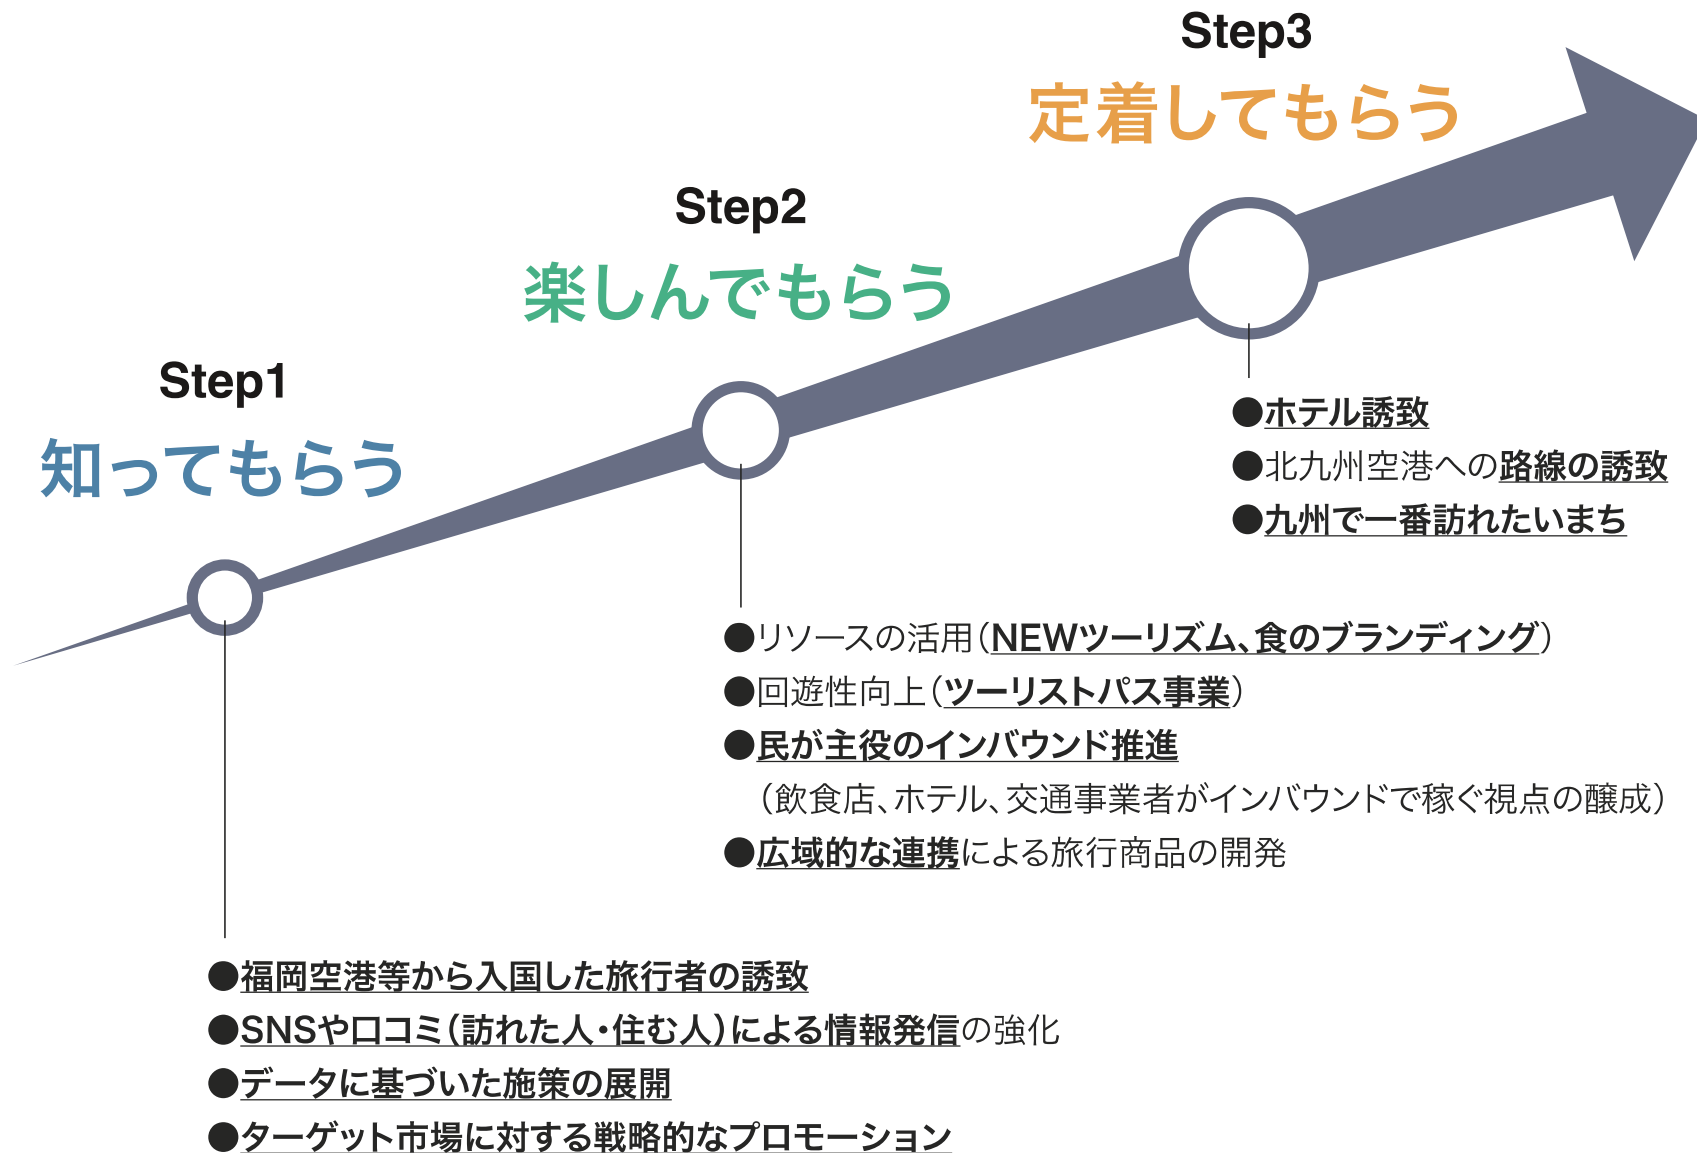 Step1
知ってもらう
●福岡空港等から入国した旅行者の誘致
●SNSや口コミ（訪れた人・住む人）による情報発信の強化
●データに基づいた施策の展開
●ターゲット市場に対する戦略的なプロモーション
Step2
楽しんでもらう
●リソースの活用（NEWツーリズム、食のブランディング）
●回遊性向上（ツーリストパス事業）
●民が主役のインバウンド推進
（飲食店、ホテル、交通事業者がインバウンドで稼ぐ視点の醸成）
●広域的な連携による旅行商品の開発
Step3
定着してもらう
●ホテル誘致
●北九州空港への路線の誘致
●九州で一番訪れたいまち